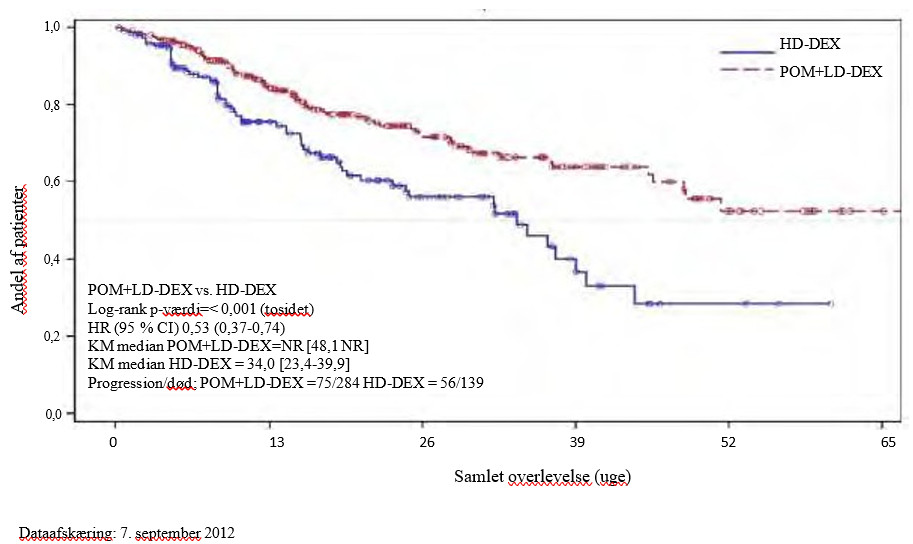 1,0
0,8
0,6
0,4
0,2
0,0
Andel af patienter
HD-DEX
POM+LD-DEX
POM+LD-DEX vs. HD-DEX
Log-rank p-værdi=< 0,001 (tosidet)
HR (95 % CI) 0,53 (0,37-0,74)
KM median POM+LD-DEX=NR [48,1 NR]
KM median HD-DEX = 34,0 [23,4-39,9]
Progression/død: POM+LD-DEX =75/284 HD-DEX = 56/139
0 13 26 39 52 65
Samlet overlevelse (uge)
Dataafskæring: 7. september 2012